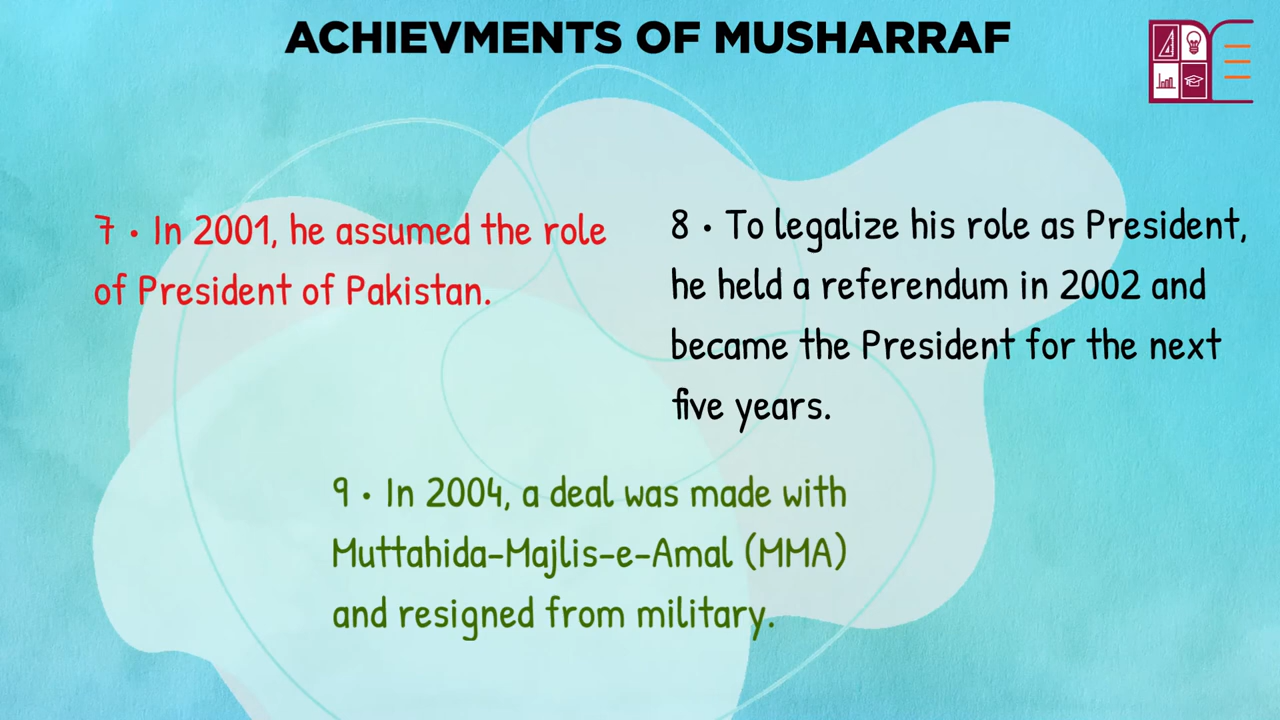 ACHIEVMENTS OF MUSHARRAF
7 • In 2001, he assumed the role
of President of Pakistan.
8 • To legalize his role as President,
he held a referendum in 2002 and
became the President for the next
five years.
9 • In 2004, a deal was made with
Muttahida-Majlis-e-Amal (MMA)
and resigned from military.